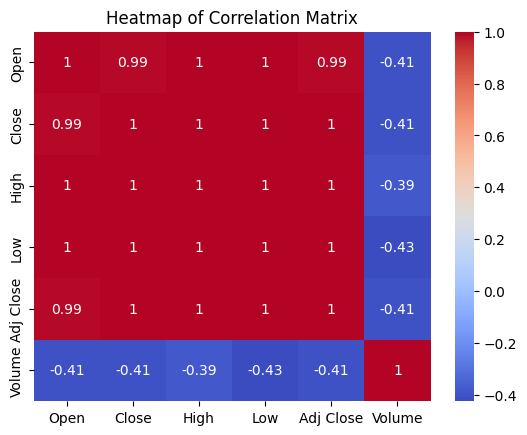 Heatmap of Correlation Matrix
Open 1 0.99 1 1 0.99 -0.41
Close 0.99 1 1 1 1 -0.41
High 1 1 1 1 1 -0.39
Low 1 1 1 1 1 -0.43
Adj Close 0.99 1 1 1 1 -0.41
Volume -0.41 -0.41 -0.39 -0.43 -0.41 1
Open Close High Low Adj Close Volume
1.0
0.8
0.6
0.4
0.2
0.0
−0.2
−0.4